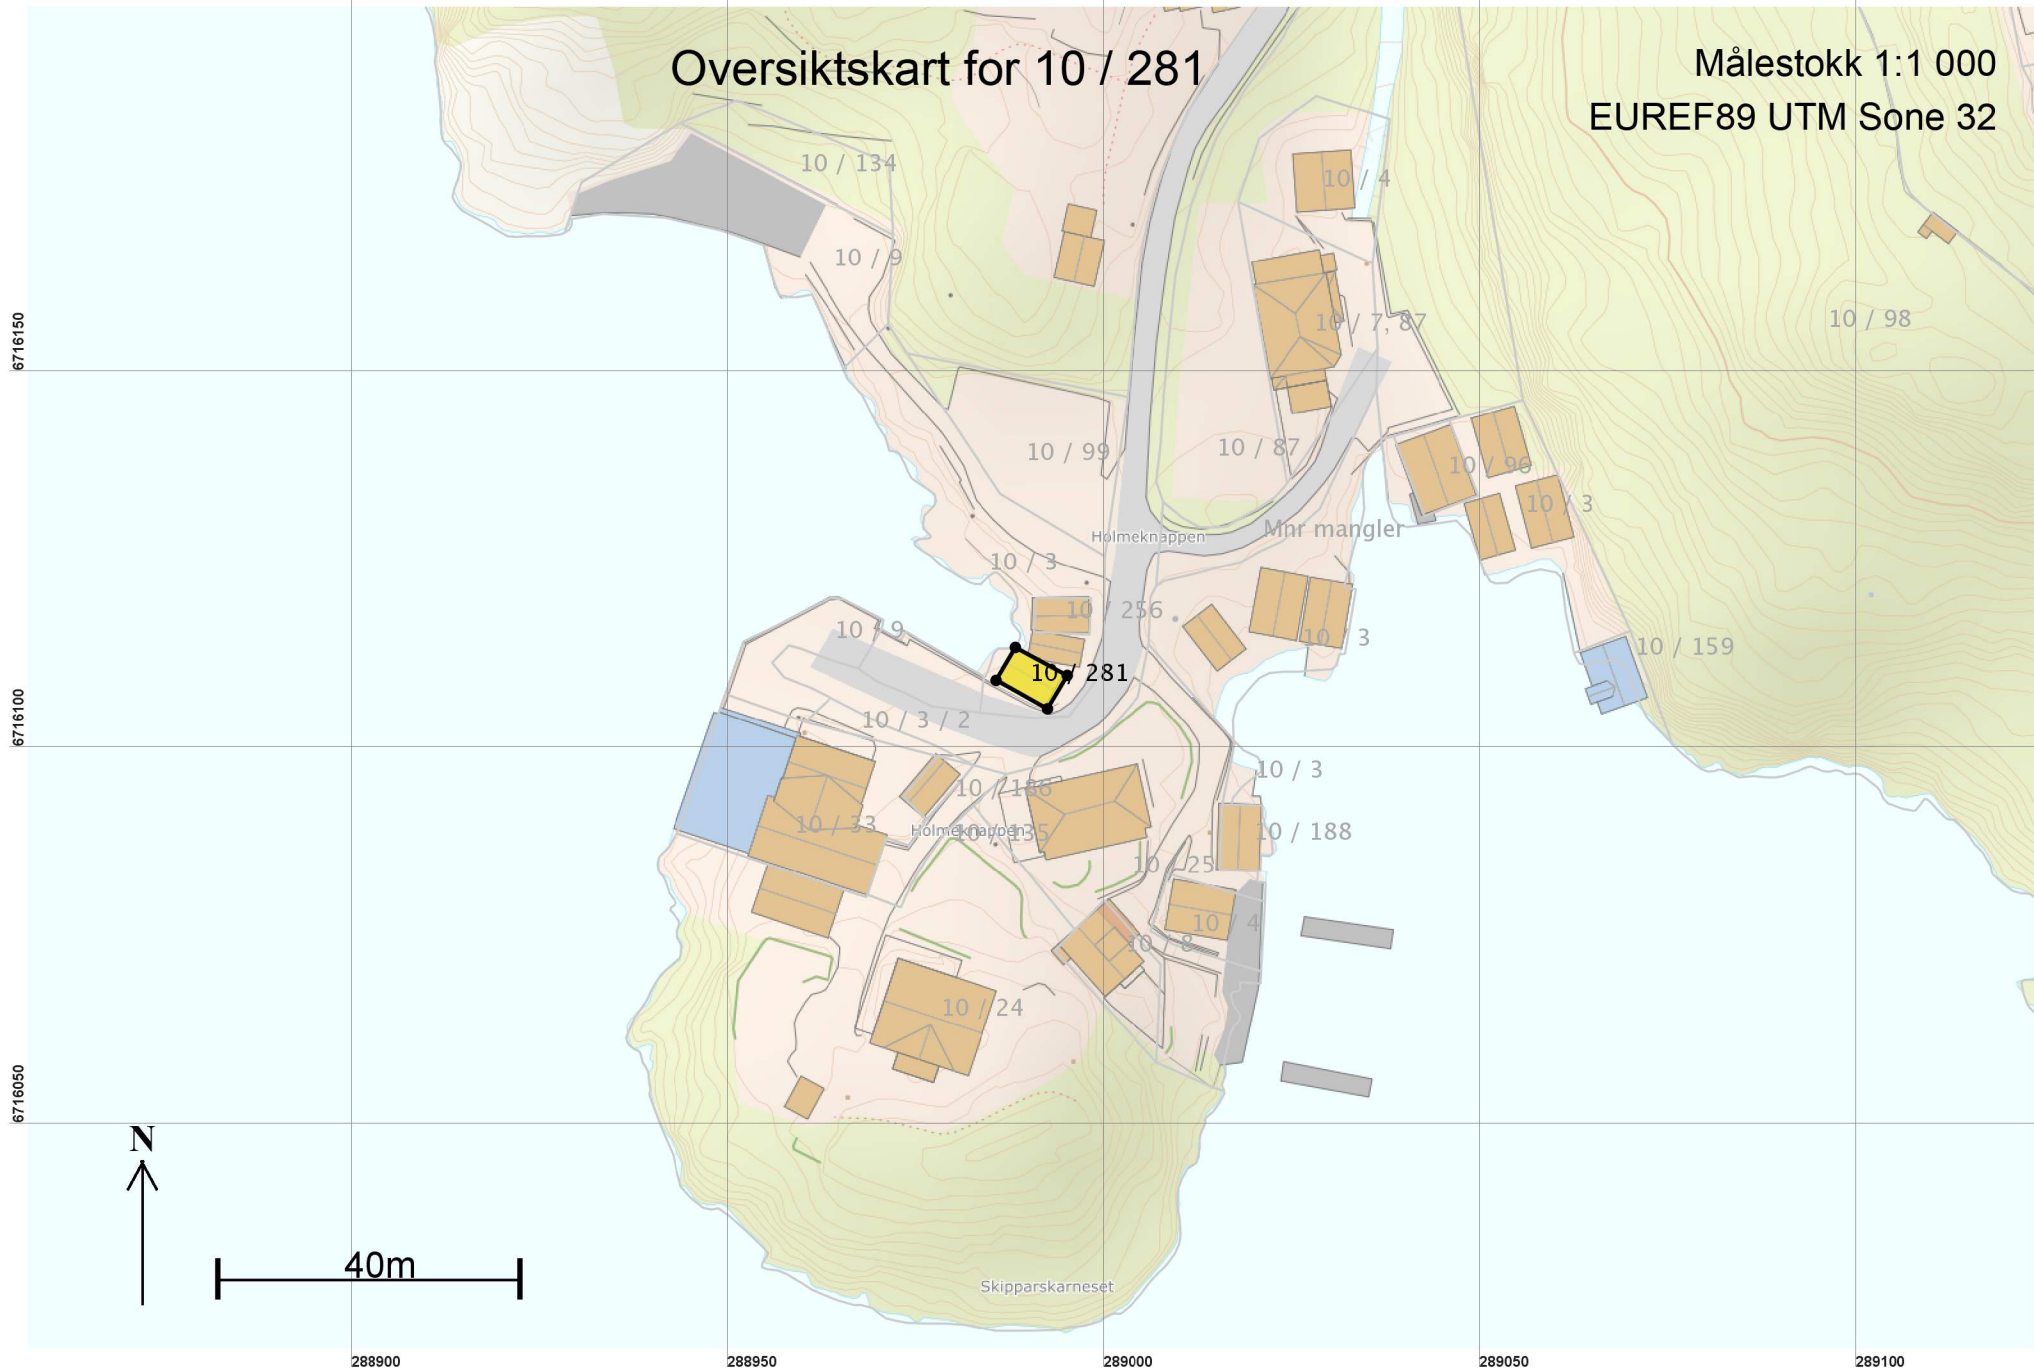 Oversiktskart for 10 / 281
Målestokk 1:1 000
EUREF89 UTM Sone 32
10 / 134
10 / 4
10 / 9
10 / 7, 87
10 / 98
6716150
10 / 99
10 / 87
10 / 96
10 / 3
Mnr mangler
Holmeknappen
10 / 3
10 / 256
10 / 9
10 / 3
10 / 159
10 / 281
10 / 3 / 2
6716100
10 / 3
10 / 186
10 / 33
Holmeknappen
10 / 135
10 / 188
10 / 25
10 / 4
10 / 8
10 / 24
6716050
N
40m
Skipparskarneset
288900
288950
289000
289050
289100